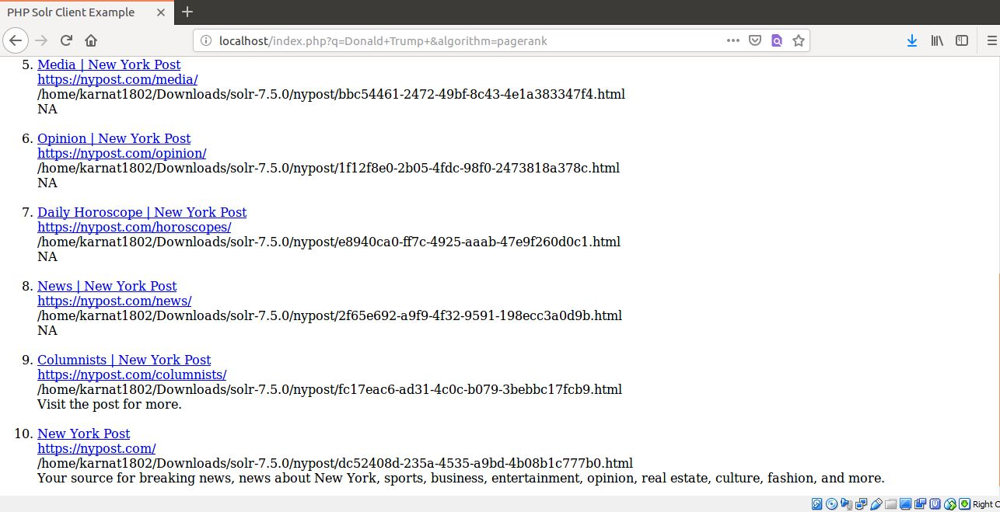 PHP Solr Client Example
localhost/index.php?q=Donald+Trump+&algorithm=pagerank
5. Media | New York Post
https://nypost.com/media/
/home/karnat1802/Downloads/solr-7.5.0/nypost/bbc54461-2472-49bf-8c43-4e1a383347f4.html
NA
6. Opinion | New York Post
https://nypost.com/opinion/
/home/karnat1802/Downloads/solr-7.5.0/nypost/1f12f8e0-2b05-4fdc-98f0-2473818a378c.html
NA
7. Daily Horoscope | New York Post
https://nypost.com/horoscopes/
/home/karnat1802/Downloads/solr-7.5.0/nypost/e8940ca0-ff7c-4925-aaab-47e9f260d0c1.html
NA
8. News | New York Post
https://nypost.com/news/
/home/karnat1802/Downloads/solr-7.5.0/nypost/2f65e692-a9f9-4f32-9591-198ecc3a0d9b.html
NA
9. Columnists | New York Post
https://nypost.com/columnists/
/home/karnat1802/Downloads/solr-7.5.0/nypost/fc17eac6-ad31-4c0c-b079-3bebbc17fcb9.html
Visit the post for more.
10. New York Post
https://nypost.com/
/home/karnat1802/Downloads/solr-7.5.0/nypost/dc52408d-235a-4535-a9bd-4b08b1c777b0.html
Your source for breaking news, news about New York, sports, business, entertainment, opinion, real estate, culture, fashion, and more.
Right